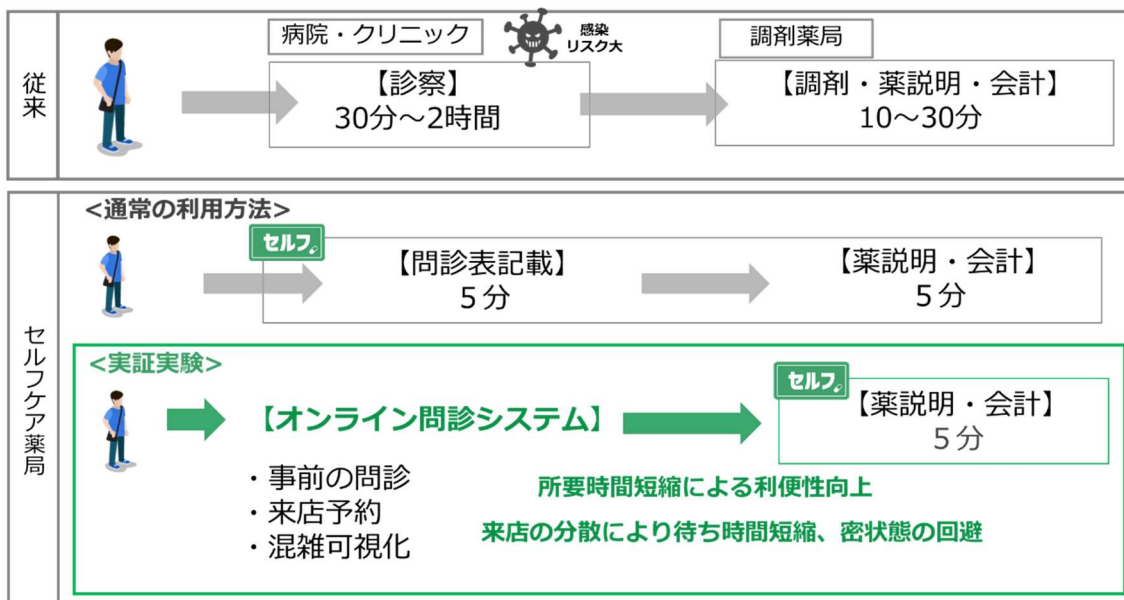 従来
病院・クリニック
感染
リスク大
調剤薬局
【診察】
30分～2時間
【調剤・薬説明・会計】
10～30分
セルフケア薬局
<通常の利用方法>
セルフ
【問診表記載】
５分
【薬説明・会計】
５分
<実証実験>
【オンライン問診システム】
・事前の問診
・来店予約
・混雑可視化
セルフ
【薬説明・会計】
５分
所要時間短縮による利便性向上
来店の分散により待ち時間短縮、密状態の回避